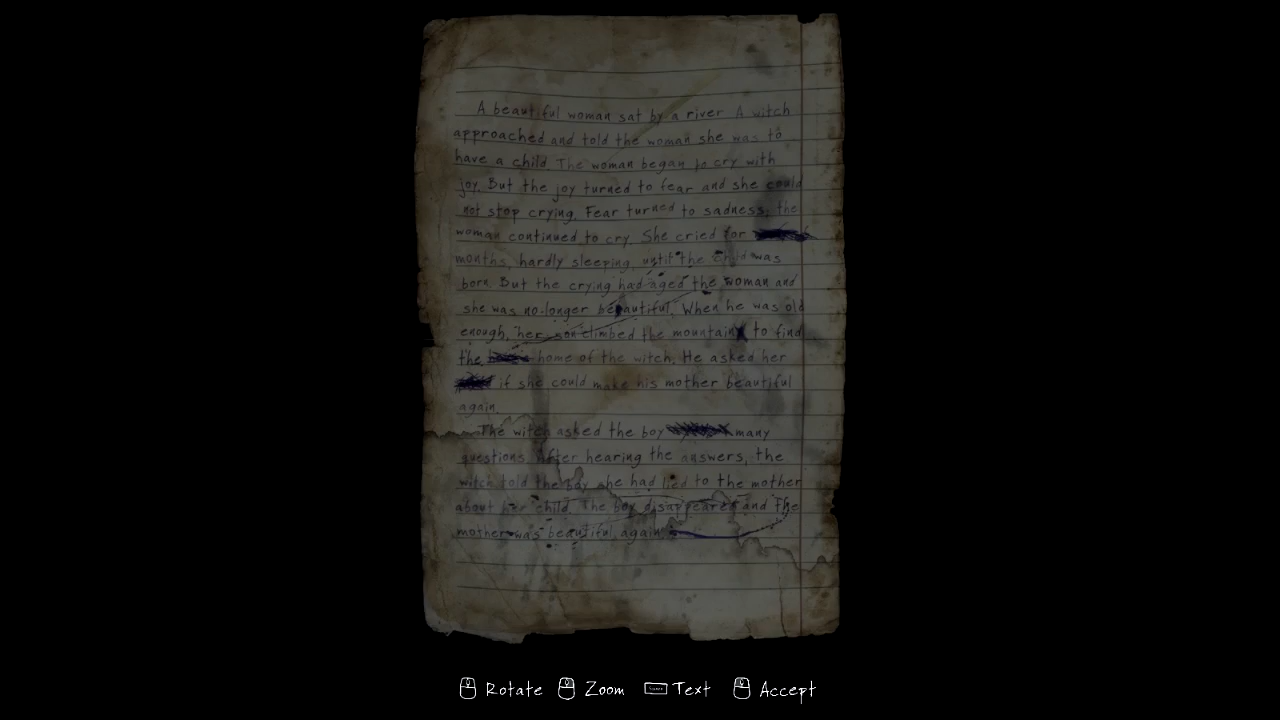 A beautiful woman sat by a river A witch
approached and told the woman she was to
have a child The woman began to cry with
joy. But the joy turned to fear and she could
not stop crying. Fear turned to sadness; the
woman continued to cry. She cried for
months, hardly sleeping, until the child was
born. But the crying had aged the woman and
she was no-longer beautiful. When he was old
enough, her son climbed the mountain to find
the home of the witch. He asked her
if she could make his mother beautiful
again.
The witch asked the boy many
questions. After hearing the answers, the
witch told the boy she had lied to the mother
about her child. The boy disappeared and the
mother was beautiful again.
Rotate Zoom Text Accept